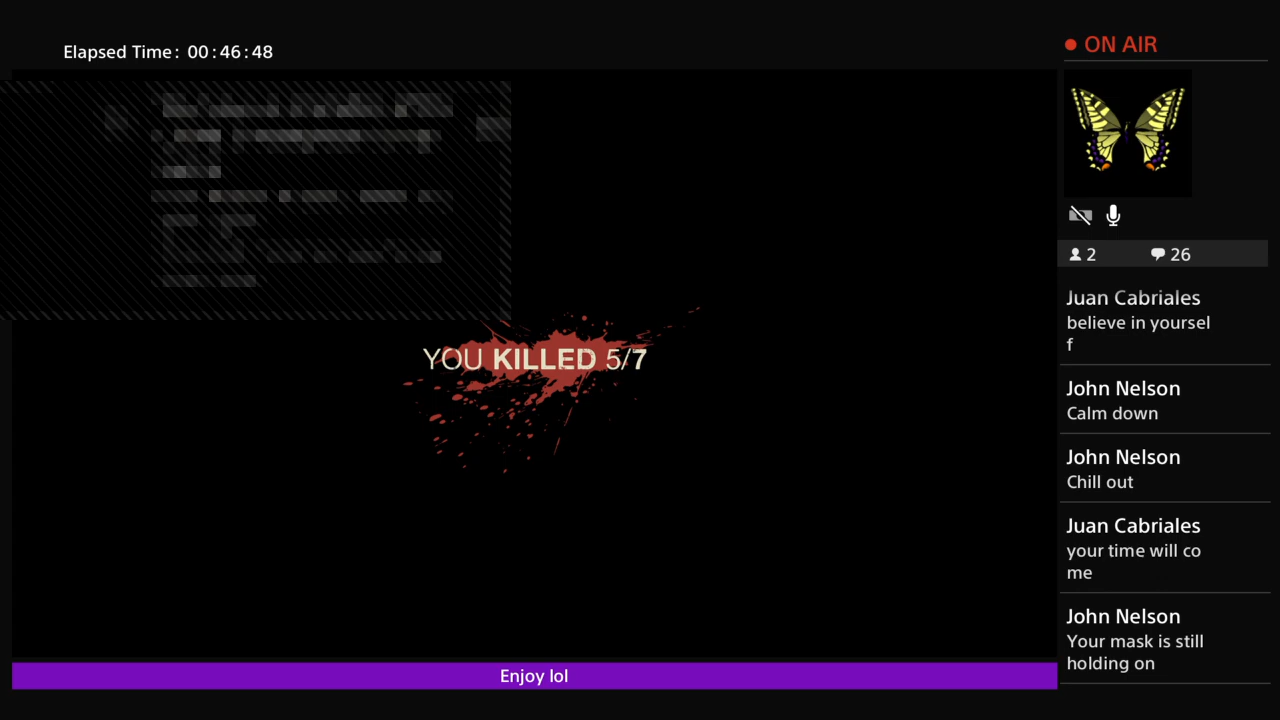 Elapsed Time: 00:46:48
ON AIR
2
26
Juan Cabriales
believe in yoursel
f
John Nelson
Calm down
John Nelson
Chill out
Juan Cabriales
your time will co
me
John Nelson
Your mask is still
holding on
YOU KILLED 5/7
Enjoy lol